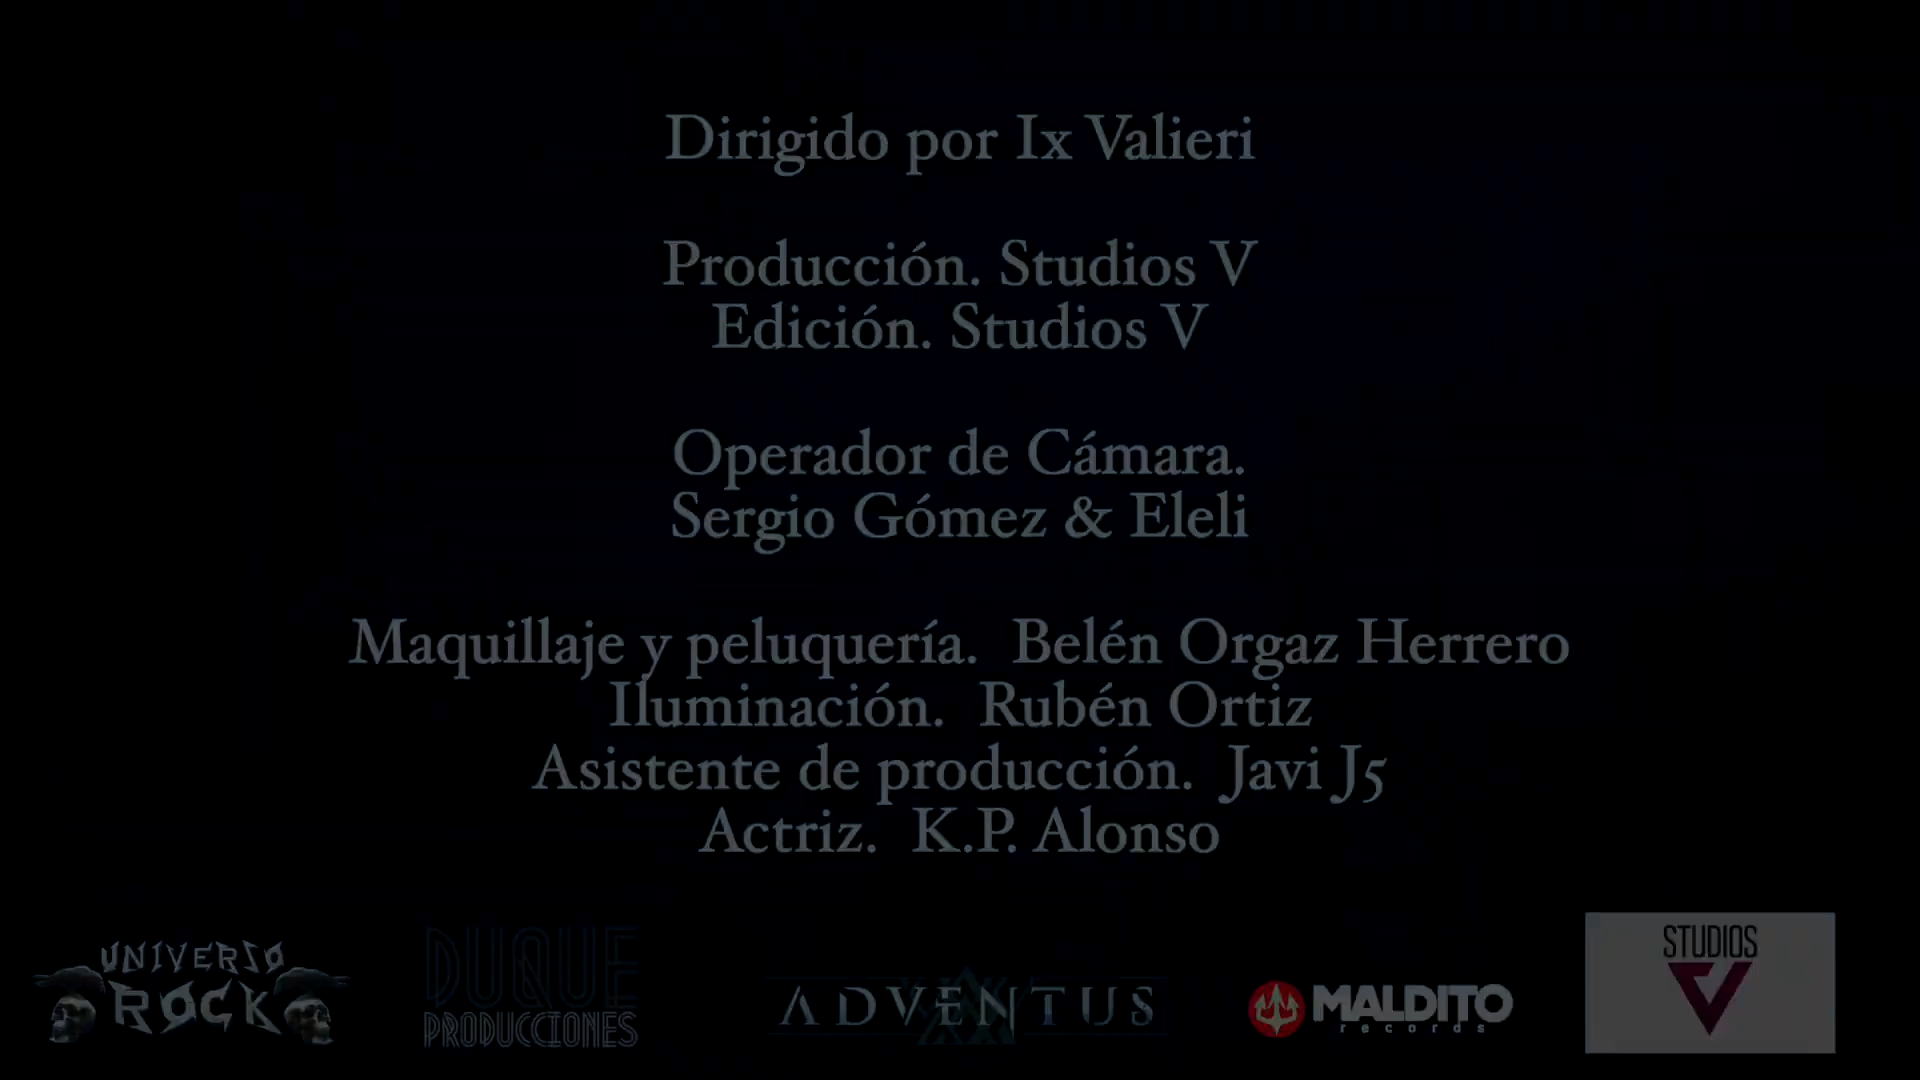 Dirigido por Ix Valieri
Producción. Studios V
Edición. Studios V
Operador de Cámara.
Sergio Gómez & Eleli
Maquillaje y peluquería.  Belén Orgaz Herrero
Iluminación.  Rubén Ortiz
Asistente de producción.  Javi J5
Actriz.  K.P. Alonso
UNIVERSO
ROCK
DUQUE
PRODUCCIONES
ADVENTUS
MALDITO
records
STUDIOS
V